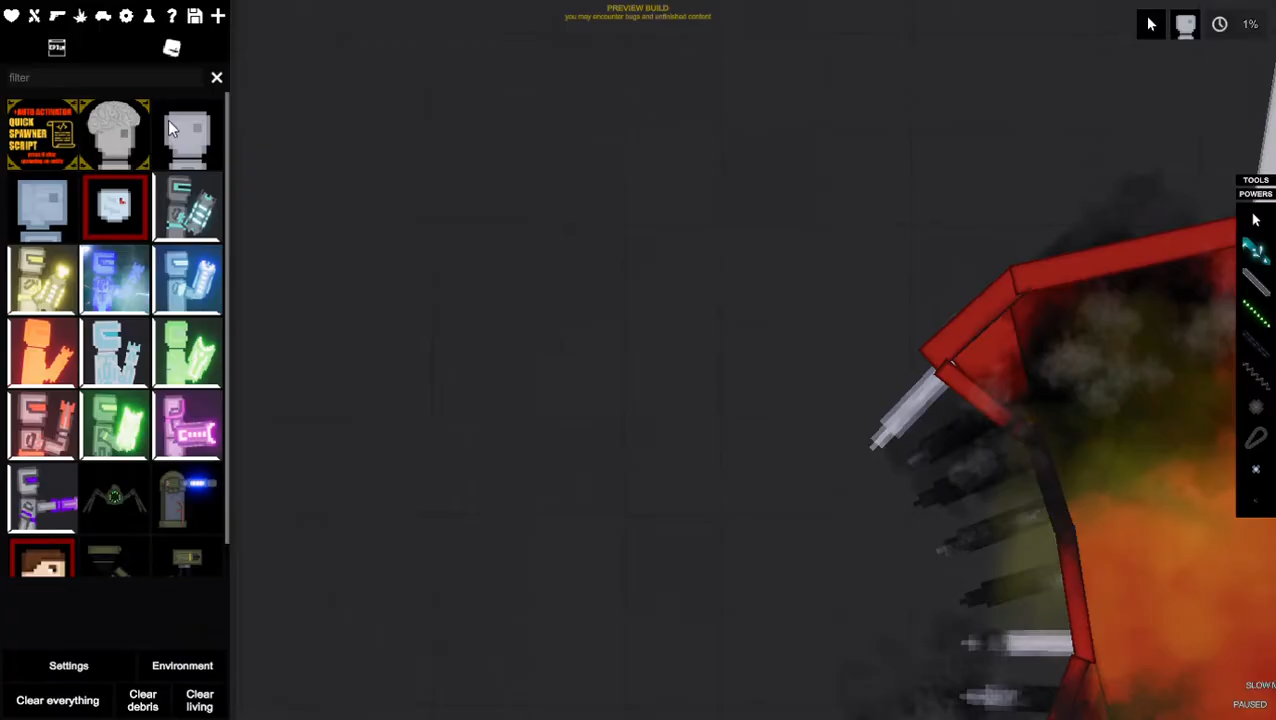 PREVIEW BUILD
you may encounter bugs and unfinished content
1%
filter
+AUTO ACTIVATOR
QUICK
SPAWNER
SCRIPT
TOOLS
POWERS
Settings
Environment
Clear everything
Clear
debris
Clear
living
SLOW
PAUSED